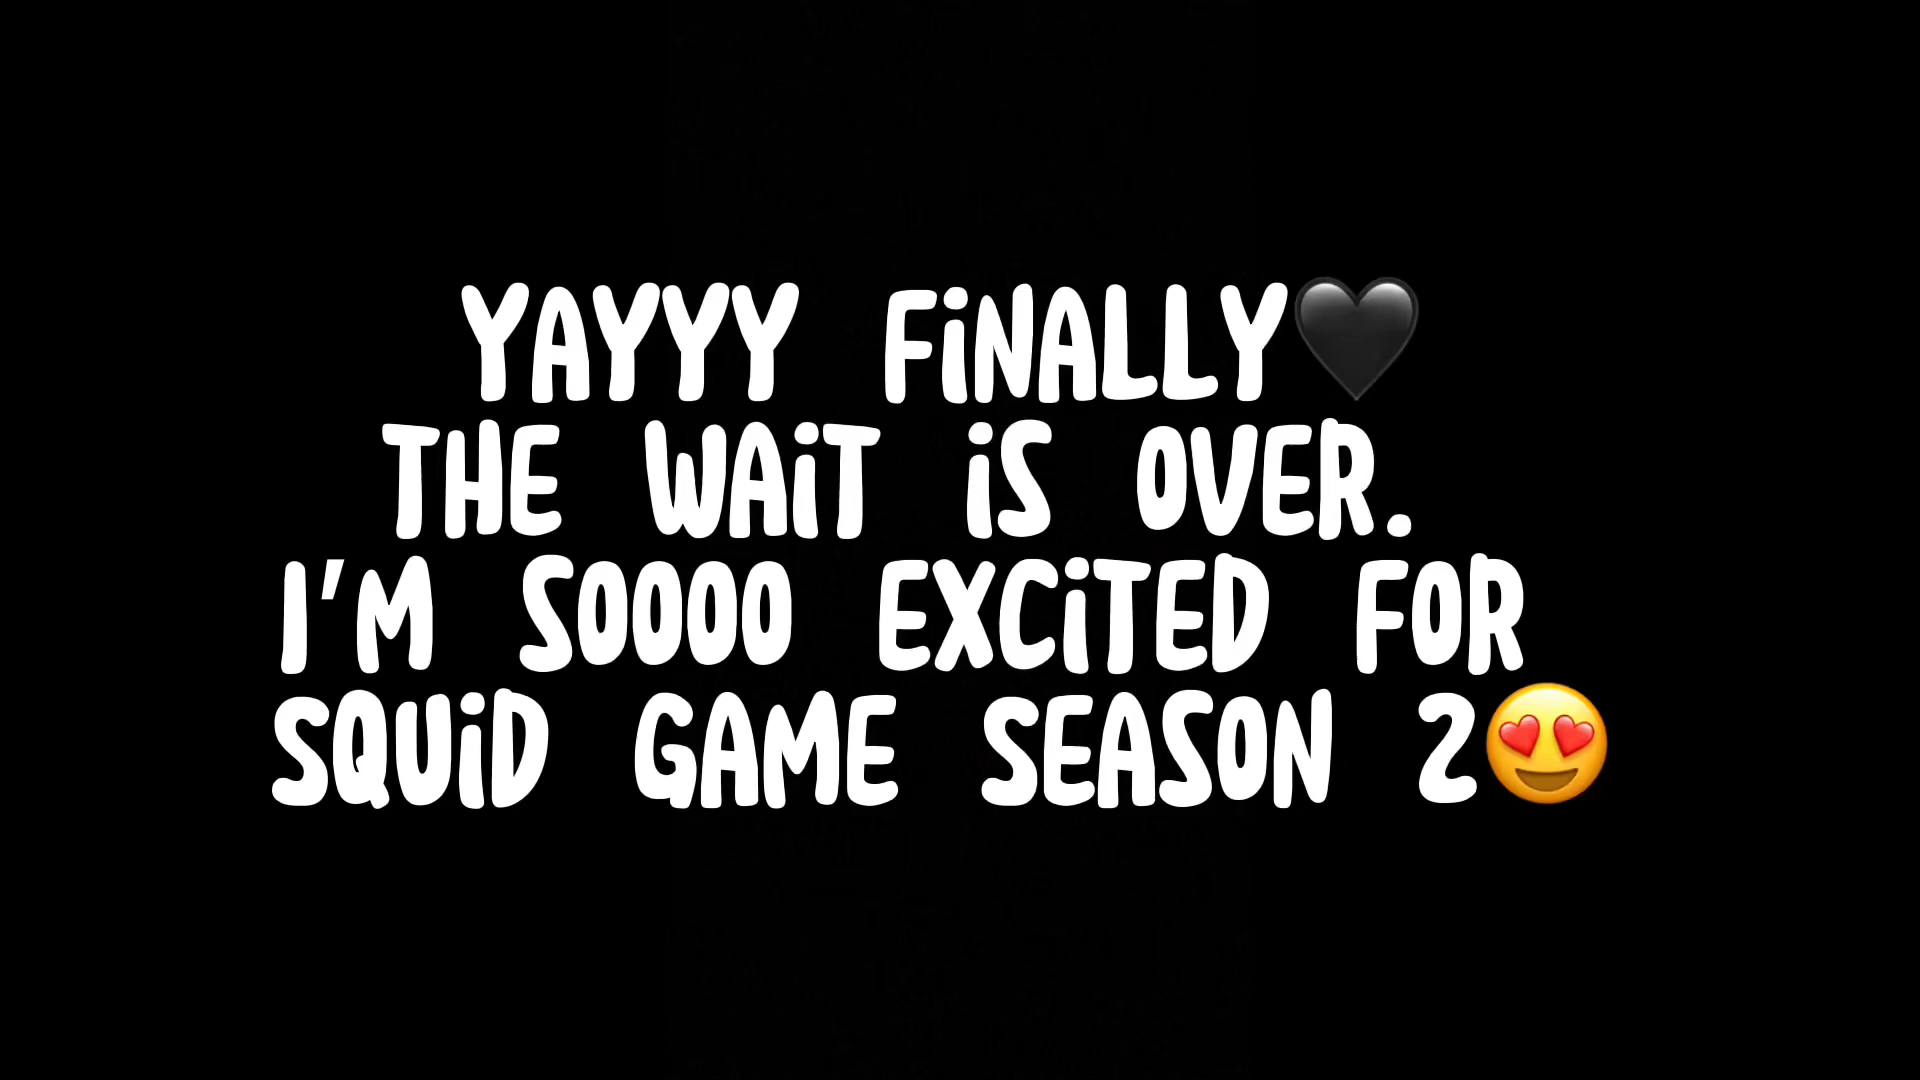 YAYYY FiNALLY🖤
THE WAiT iS OVER.
I'M SOOOO EXCiTED FOR
SQUiD GAME SEASON 2😍